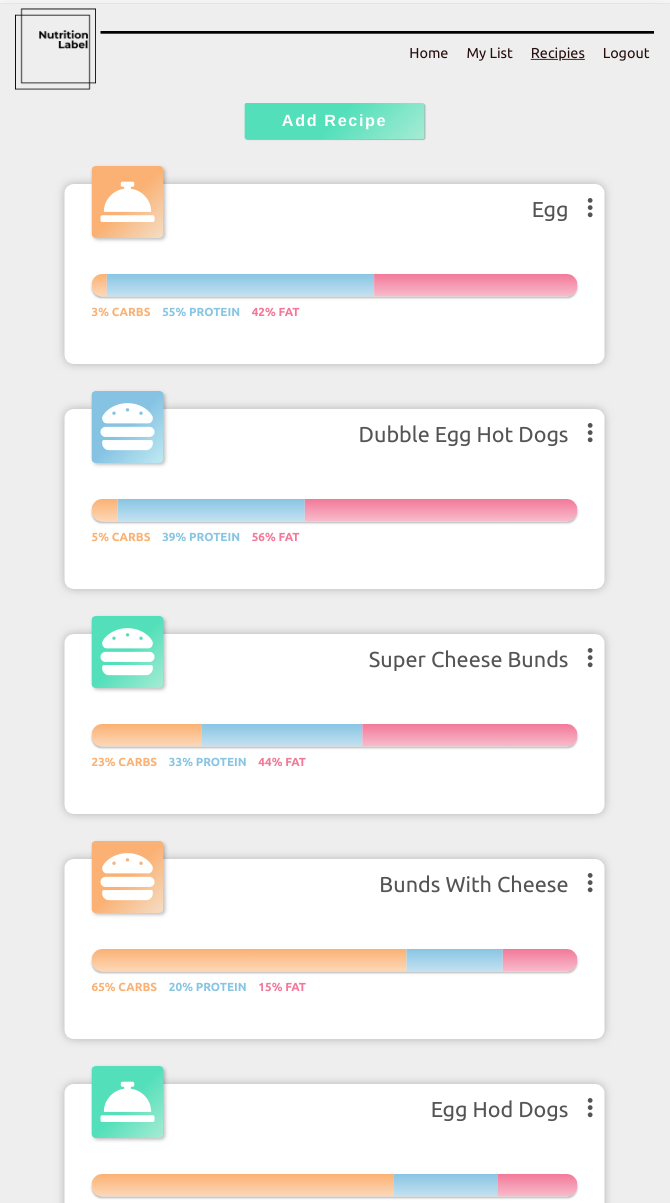 Nutrition
Label
Home My List Recipies Logout
Add Recipe
Egg
3% CARBS 55% PROTEIN 42% FAT
Dubble Egg Hot Dogs
5% CARBS 39% PROTEIN 56% FAT
Super Cheese Bunds
23% CARBS 33% PROTEIN 44% FAT
Bunds With Cheese
65% CARBS 20% PROTEIN 15% FAT
Egg Hod Dogs